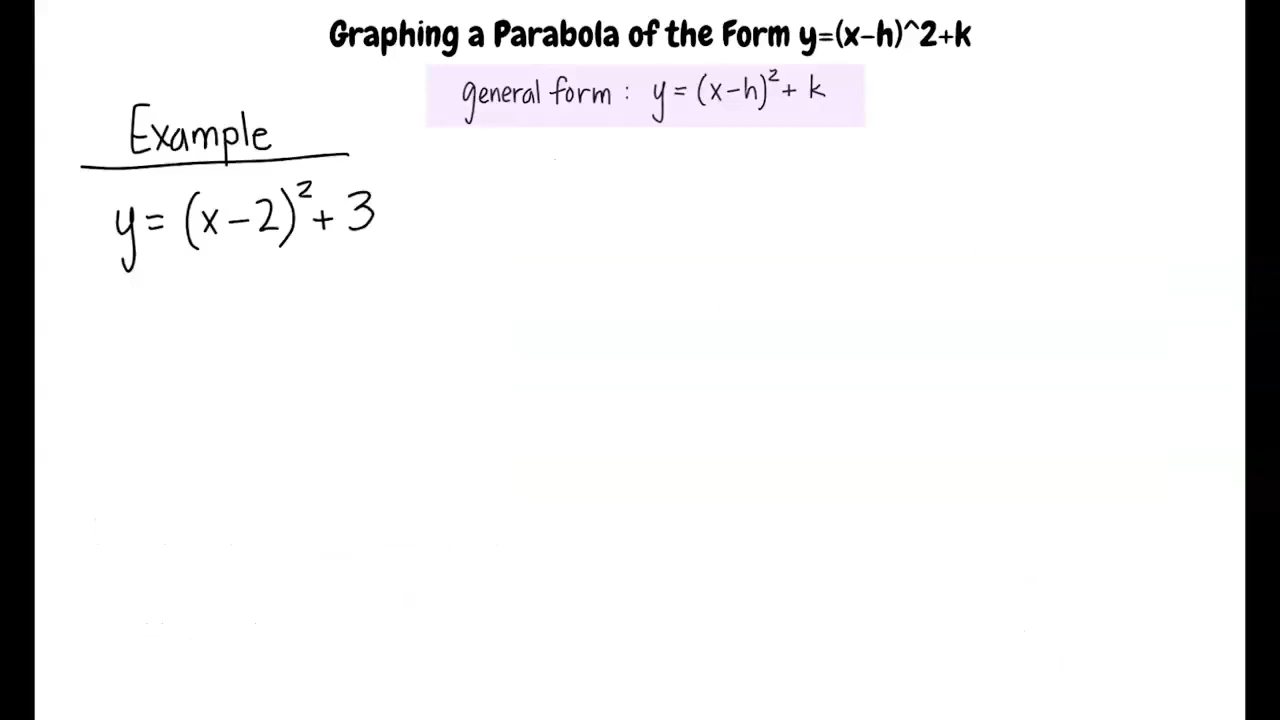 Graphing a Parabola of the Form y=(x-h)^2+k
general form : y = (x-h)² + k
Example
y = (x-2)² + 3